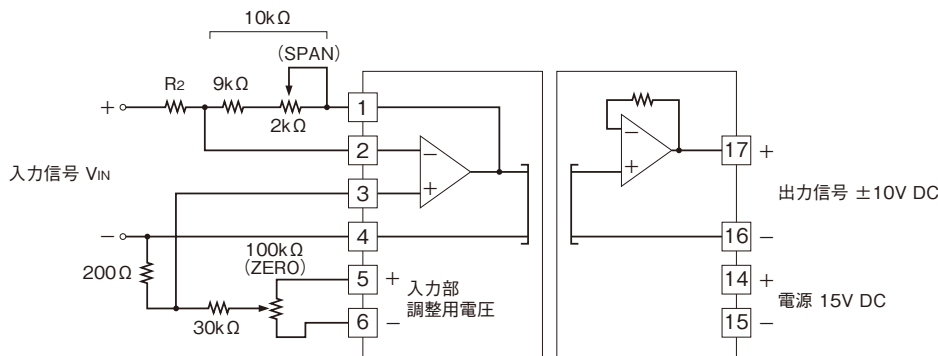 10kΩ
(SPAN)
R2
9kΩ
2kΩ
+
1
2
−
3
+
入力信号 VIN
−
4
200Ω
100kΩ
(ZERO)
30kΩ
5
+
6
−
入力部
調整用電圧
−
+
17
+
出力信号 ±10V DC
16
−
14
+
電源 15V DC
15
−